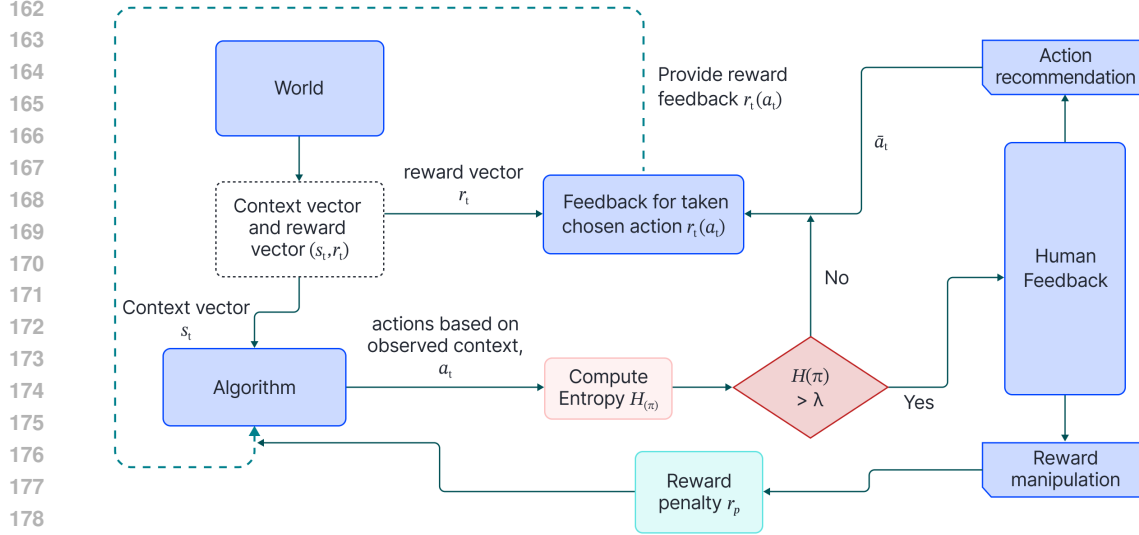 162
163
164
165
166
167
168
169
170
171
172
173
174
175
176
177
178
World
Provide reward
feedback rₜ(aₜ)
Action
recommendation
āₜ
reward vector
rₜ
Context vector
and reward
vector (sₜ,rₜ)
Feedback for taken
chosen action rₜ(aₜ)
Human
Feedback
No
Context vector
sₜ
actions based on
observed context,
aₜ
Algorithm
Compute
Entropy H(π)
H(π)
> λ
Yes
Reward
manipulation
Reward
penalty rₚ